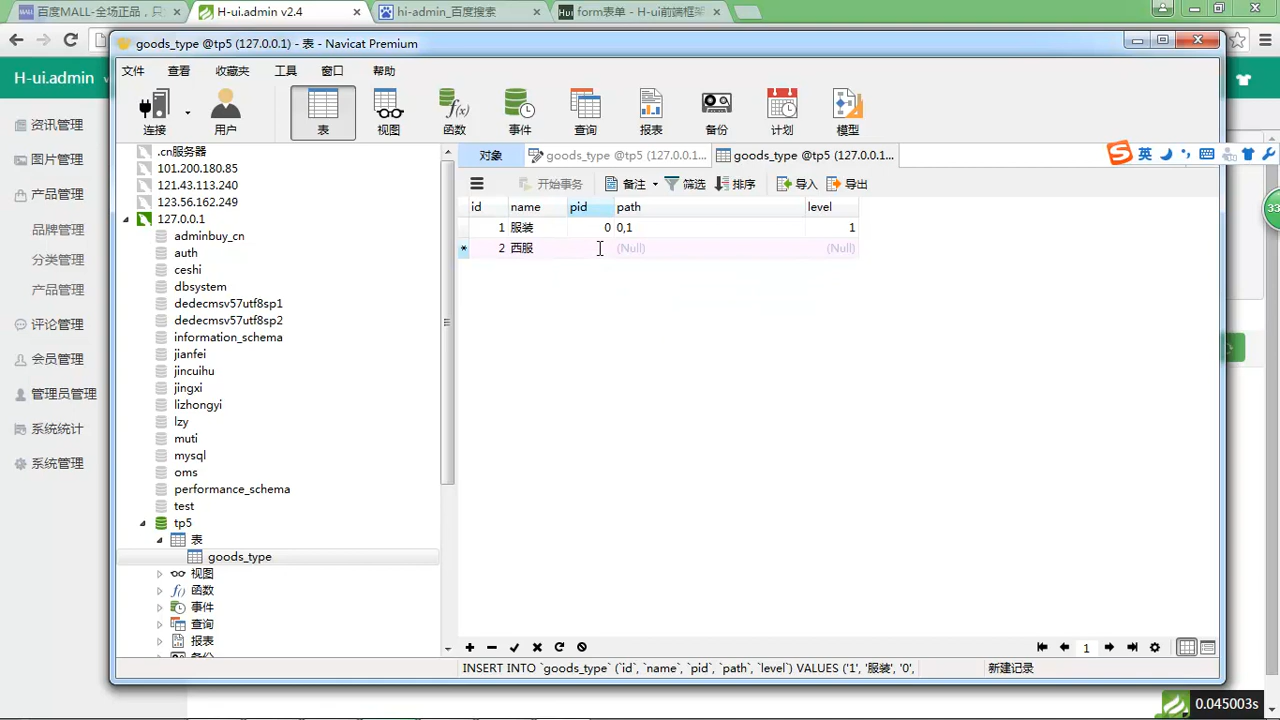 百度MALL-全场正品，只
H-ui.admin v2.4
hi-admin_百度搜索
form表单 - H-ui前端框架
goods_type @tp5 (127.0.0.1) - 表 - Navicat Premium
H-ui.admin
文件 查看 收藏夹 工具 窗口 帮助
连接 用户 表 视图 函数 事件 查询 报表 备份 计划 模型
资讯管理
图片管理
产品管理
品牌管理
分类管理
产品管理
评论管理
会员管理
管理员管理
系统统计
系统管理
.cn服务器
101.200.180.85
121.43.113.240
123.56.162.249
127.0.0.1
adminbuy_cn
auth
ceshi
dbsystem
dedecmsv57utf8sp1
dedecmsv57utf8sp2
information_schema
jianfei
jincuihu
jingxi
lizhongyi
lzy
muti
mysql
oms
performance_schema
test
tp5
表
goods_type
视图
函数
事件
查询
报表
对象 goods_type @tp5 (127.0.0.1... goods_type @tp5 (127.0.0.1...
英
开始事务 备注 筛选 排序 导入 导出
id name pid path level
1 服装 0 0,1 1
2 西服 (Null) (Null)
33
1
INSERT INTO `goods_type` (`id`, `name`, `pid`, `path`, `level`) VALUES ('1', '服装', '0', 新建记录
0.045003s